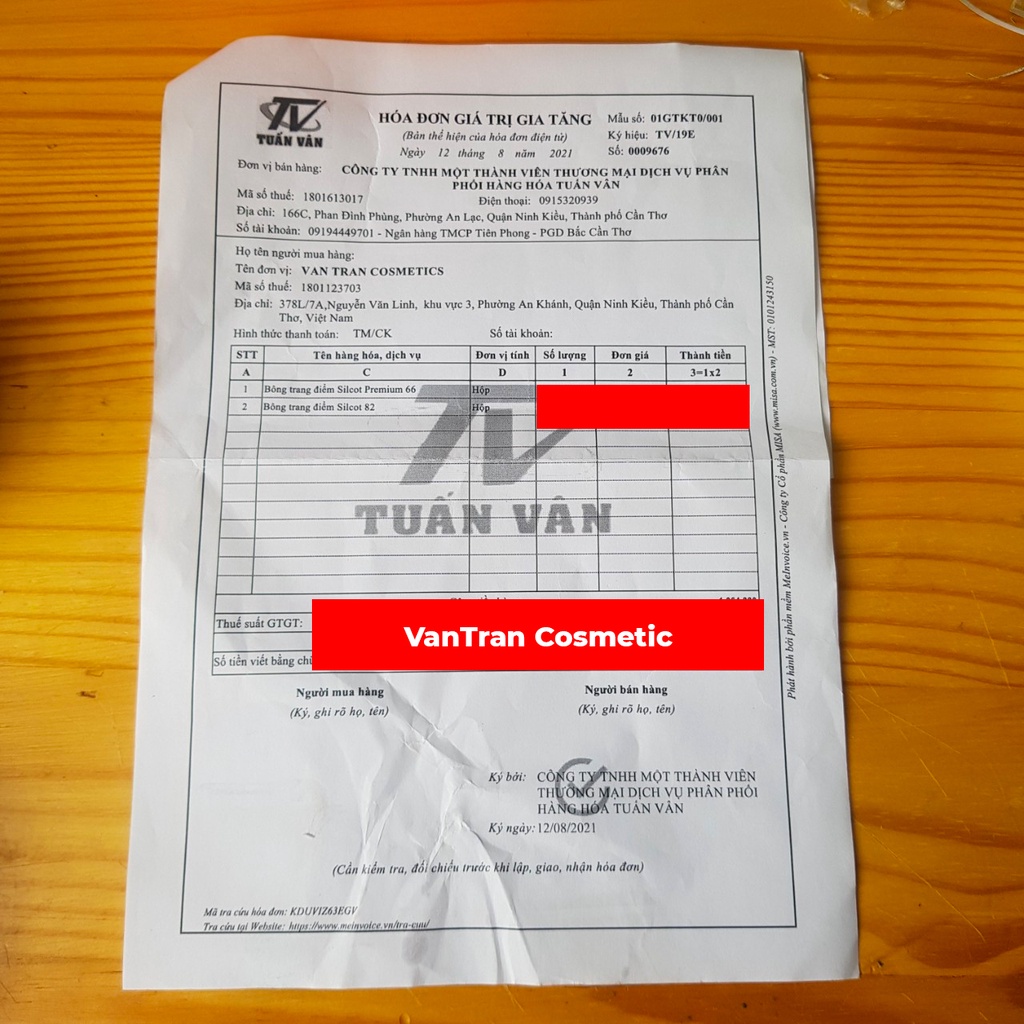 TV
TUẤN VÂN
HÓA ĐƠN GIÁ TRỊ GIA TĂNG
(Bản thể hiện của hóa đơn điện tử)
Ngày 12 tháng 8 năm 2021
Mẫu số: 01GTKT0/001
Ký hiệu: TV/19E
Số: 0009676
Đơn vị bán hàng: CÔNG TY TNHH MỘT THÀNH VIÊN THƯƠNG MẠI DỊCH VỤ PHÂN
PHỐI HÀNG HÓA TUẤN VÂN
Mã số thuế: 1801613017 Điện thoại: 0915320939
Địa chỉ: 166C, Phan Đình Phùng, Phường An Lạc, Quận Ninh Kiều, Thành phố Cần Thơ
Số tài khoản: 09194449701 - Ngân hàng TMCP Tiên Phong - PGD Bắc Cần Thơ
Họ tên người mua hàng:
Tên đơn vị: VAN TRAN COSMETICS
Mã số thuế: 1801123703
Địa chỉ: 378L/7A,Nguyễn Văn Linh, khu vực 3, Phường An Khánh, Quận Ninh Kiều, Thành phố Cần
Thơ, Việt Nam
Hình thức thanh toán: TM/CK Số tài khoản:
STT Tên hàng hóa, dịch vụ Đơn vị tính Số lượng Đơn giá Thành tiền
A C D 1 2 3=1x2
1 Bông trang điểm Silcot Premium 66 Hộp
2 Bông trang điểm Silcot 82 Hộp
TV
TUẤN VÂN
Thuế suất GTGT:
VanTran Cosmetic
Số tiền viết bằng
Người mua hàng Người bán hàng
(Ký, ghi rõ họ, tên) (Ký, ghi rõ họ, tên)
Ký bởi: CÔNG TY TNHH MỘT THÀNH VIÊN
THƯƠNG MẠI DỊCH VỤ PHÂN PHỐI
HÀNG HÓA TUẤN VÂN
Ký ngày: 12/08/2021
(Cần kiểm tra, đối chiếu trước khi lập, giao, nhận hóa đơn)
Mã tra cứu hóa đơn: KDUVIZ63EGV
Tra cứu tại Website: https://www.meinvoice.vn/tra-cuu/
Phát hành bởi phần mềm MeInvoice.vn - Công ty Cổ phần MISA (www.misa.com.vn) - MST: 0101243150